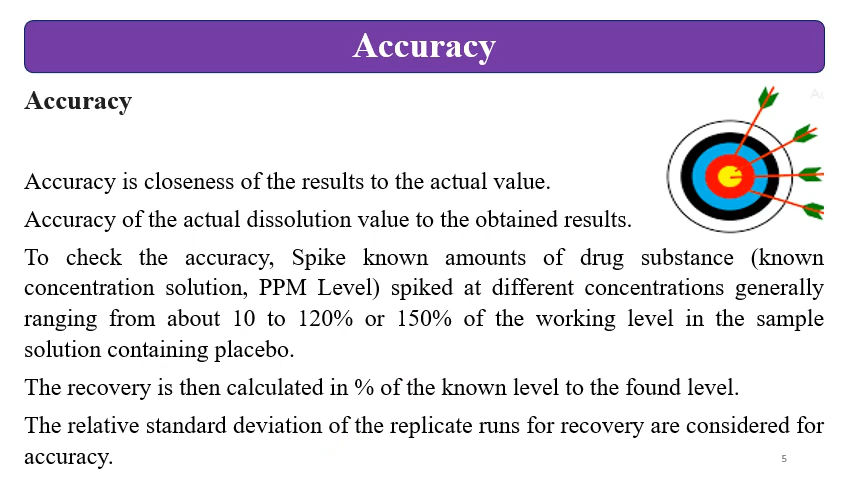 Accuracy
Accuracy
Accuracy is closeness of the results to the actual value.
Accuracy of the actual dissolution value to the obtained results.
To check the accuracy, Spike known amounts of drug substance (known
concentration solution, PPM Level) spiked at different concentrations generally
ranging from about 10 to 120% or 150% of the working level in the sample
solution containing placebo.
The recovery is then calculated in % of the known level to the found level.
The relative standard deviation of the replicate runs for recovery are considered for
accuracy.
5